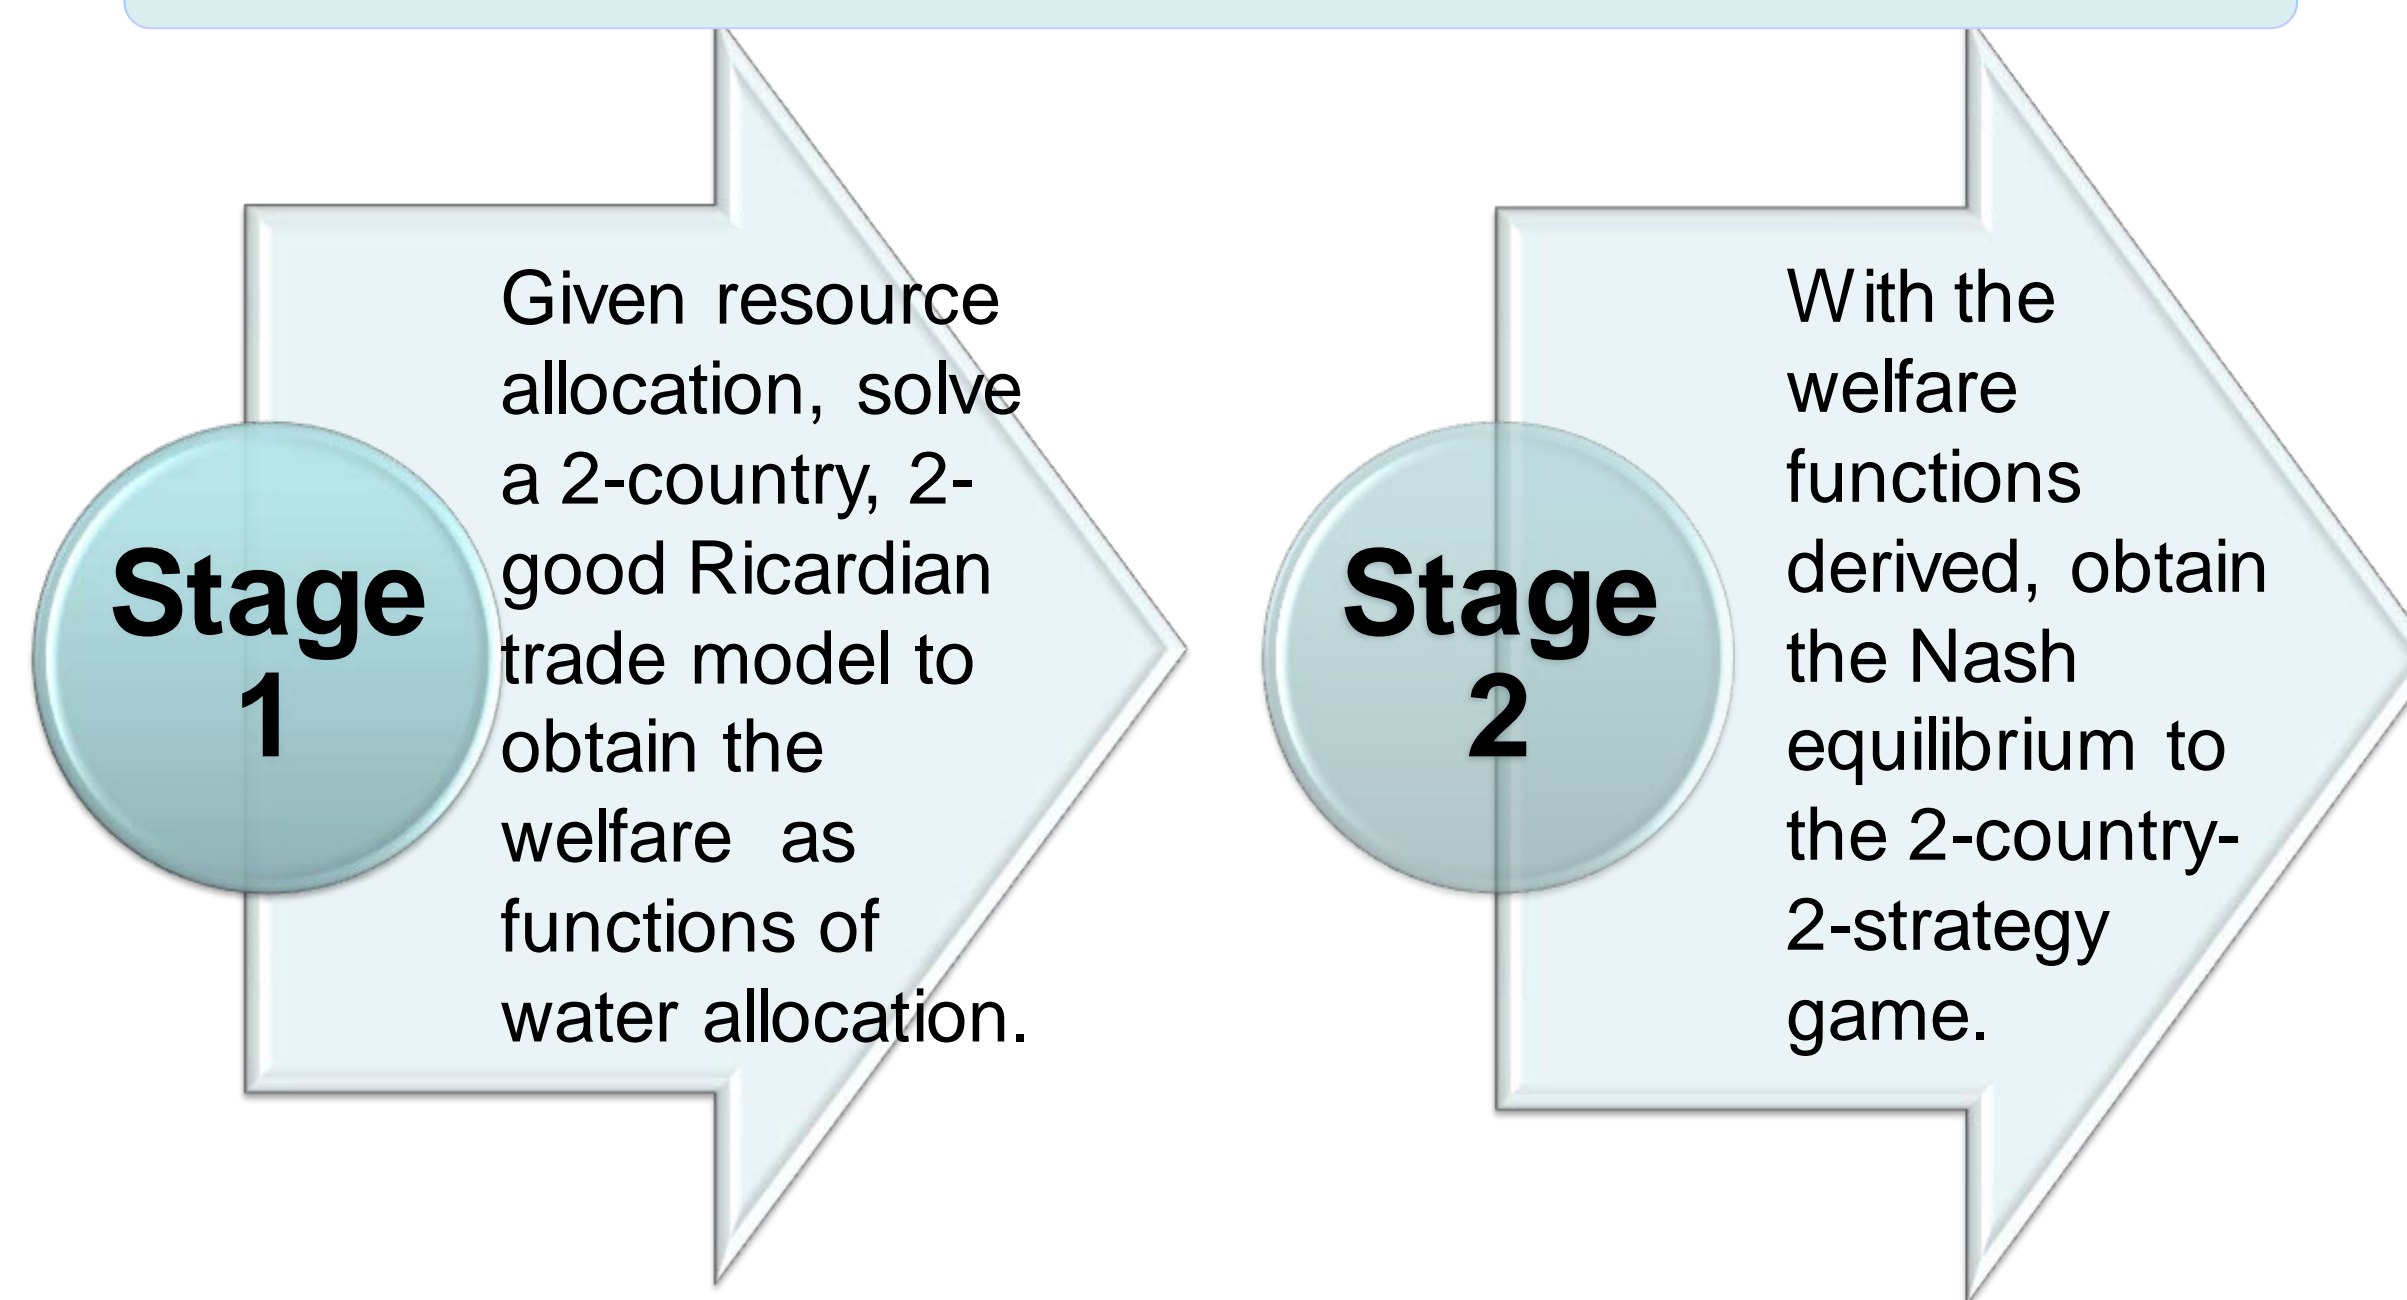 Stage
1
Given resource
allocation, solve
a 2-country, 2-
good Ricardian
trade model to
obtain the
welfare as
functions of
water allocation.
Stage
2
With the
welfare
functions
derived, obtain
the Nash
equilibrium to
the 2-country-
2-strategy
game.